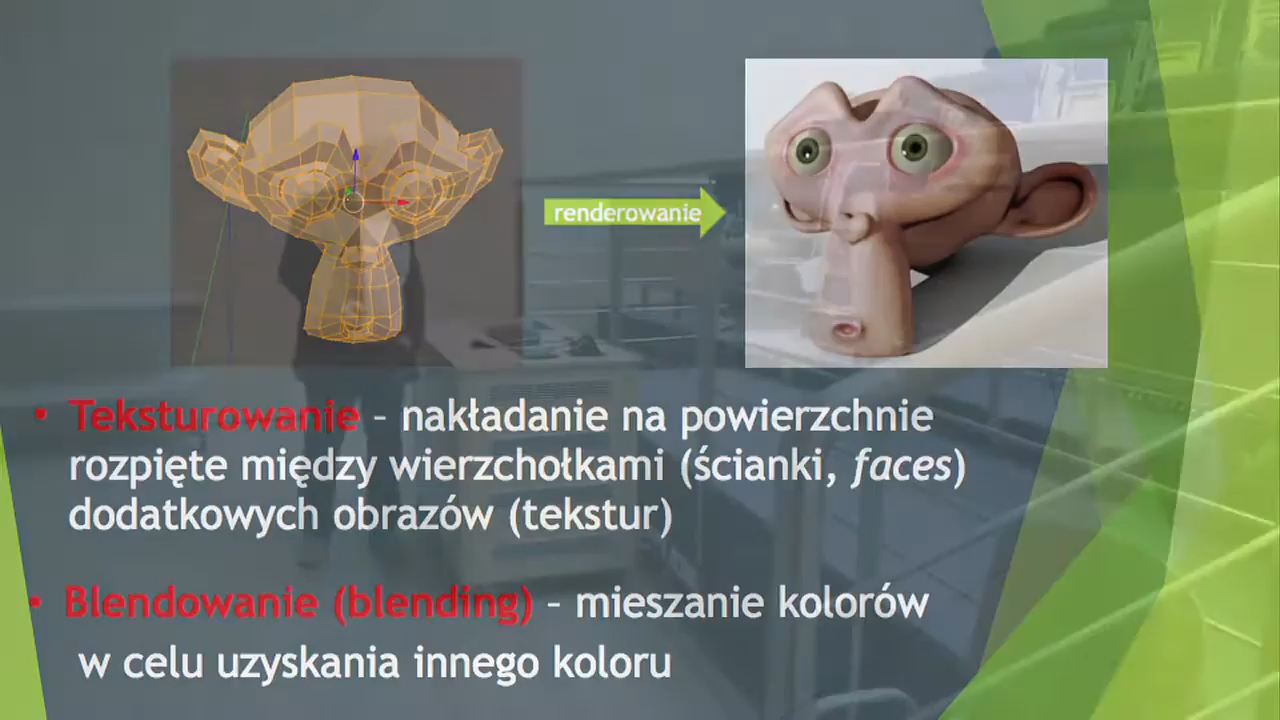 renderowanie
• Teksturowanie – nakładanie na powierzchnie
rozpięte między wierzchołkami (ścianki, faces)
dodatkowych obrazów (tekstur)
• Blendowanie (blending) – mieszanie kolorów
w celu uzyskania innego koloru